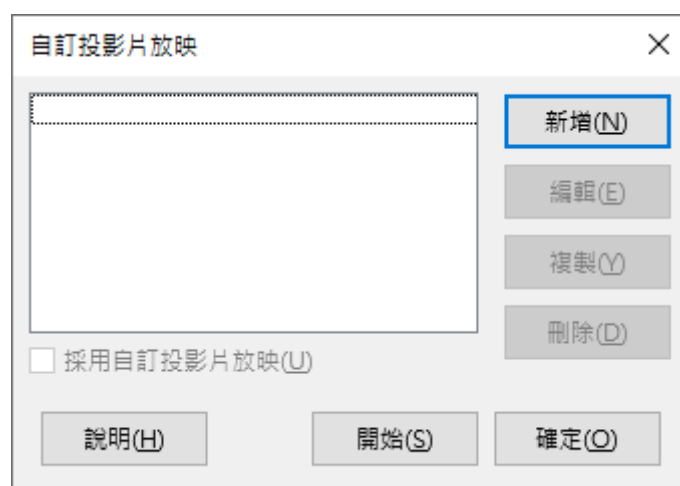 自訂投影片放映
新增(N)
編輯(E)
複製(Y)
刪除(D)
採用自訂投影片放映(U)
說明(H)
開始(S)
確定(O)